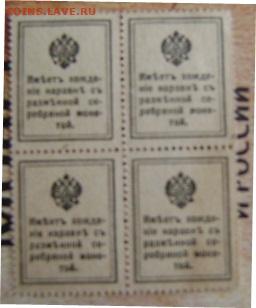 COINS.LAVE.RU
Имѣетъ хожде-
ніе наравнѣ съ
размѣнной се-
ребряной моне-
той.
Имѣетъ хожде-
ніе наравнѣ съ
размѣнной се-
ребряной моне-
той.
Имѣетъ хожде-
ніе наравнѣ съ
размѣнной се-
ребряной моне-
той.
Имѣетъ хожде-
ніе наравнѣ съ
размѣнной се-
ребряной моне-
той.
И РОССИИ